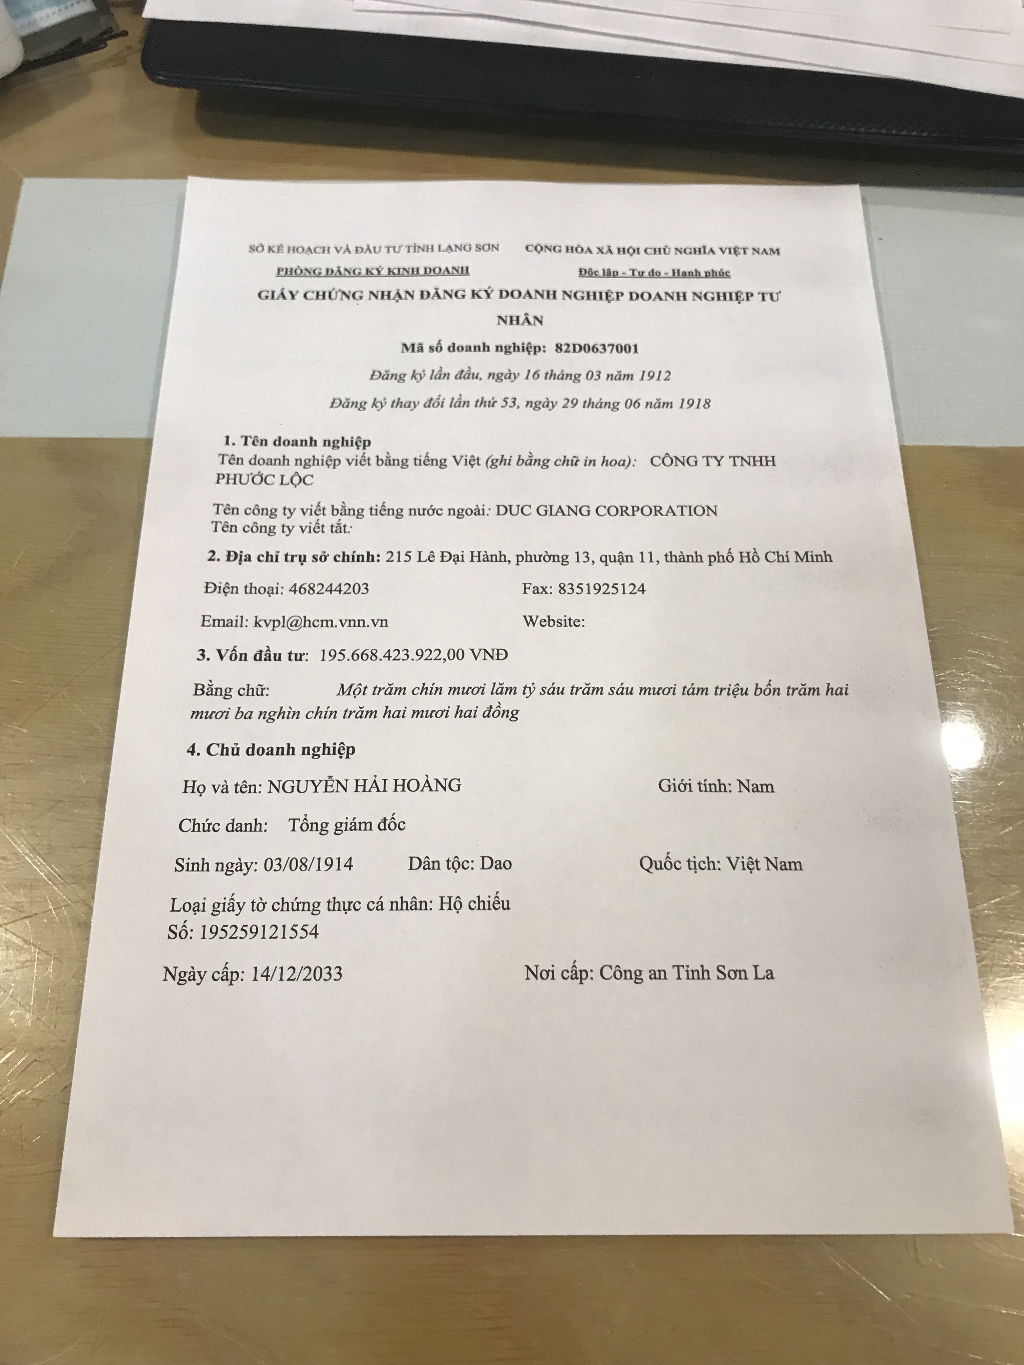 SỞ KẾ HOẠCH VÀ ĐẦU TƯ TỈNH LẠNG SƠN CỘNG HÒA XÃ HỘI CHỦ NGHĨA VIỆT NAM
PHÒNG ĐĂNG KÝ KINH DOANH Độc lập - Tự do - Hạnh phúc
GIẤY CHỨNG NHẬN ĐĂNG KÝ DOANH NGHIỆP DOANH NGHIỆP TƯ
NHÂN
Mã số doanh nghiệp: 82D0637001
Đăng ký lần đầu, ngày 16 tháng 03 năm 1912
Đăng ký thay đổi lần thứ 53, ngày 29 tháng 06 năm 1918
1. Tên doanh nghiệp
Tên doanh nghiệp viết bằng tiếng Việt (ghi bằng chữ in hoa): CÔNG TY TNHH
PHƯỚC LỘC
Tên công ty viết bằng tiếng nước ngoài: DUC GIANG CORPORATION
Tên công ty viết tắt:
2. Địa chỉ trụ sở chính: 215 Lê Đại Hành, phường 13, quận 11, thành phố Hồ Chí Minh
Điện thoại: 468244203 Fax: 8351925124
Email: kvpl@hcm.vnn.vn Website:
3. Vốn đầu tư: 195.668.423.922,00 VNĐ
Bằng chữ: Một trăm chín mươi lăm tỷ sáu trăm sáu mươi tám triệu bốn trăm hai
mươi ba nghìn chín trăm hai mươi hai đồng
4. Chủ doanh nghiệp
Họ và tên: NGUYỄN HẢI HOÀNG Giới tính: Nam
Chức danh: Tổng giám đốc
Sinh ngày: 03/08/1914 Dân tộc: Dao Quốc tịch: Việt Nam
Loại giấy tờ chứng thực cá nhân: Hộ chiếu
Số: 195259121554
Ngày cấp: 14/12/2033 Nơi cấp: Công an Tỉnh Sơn La